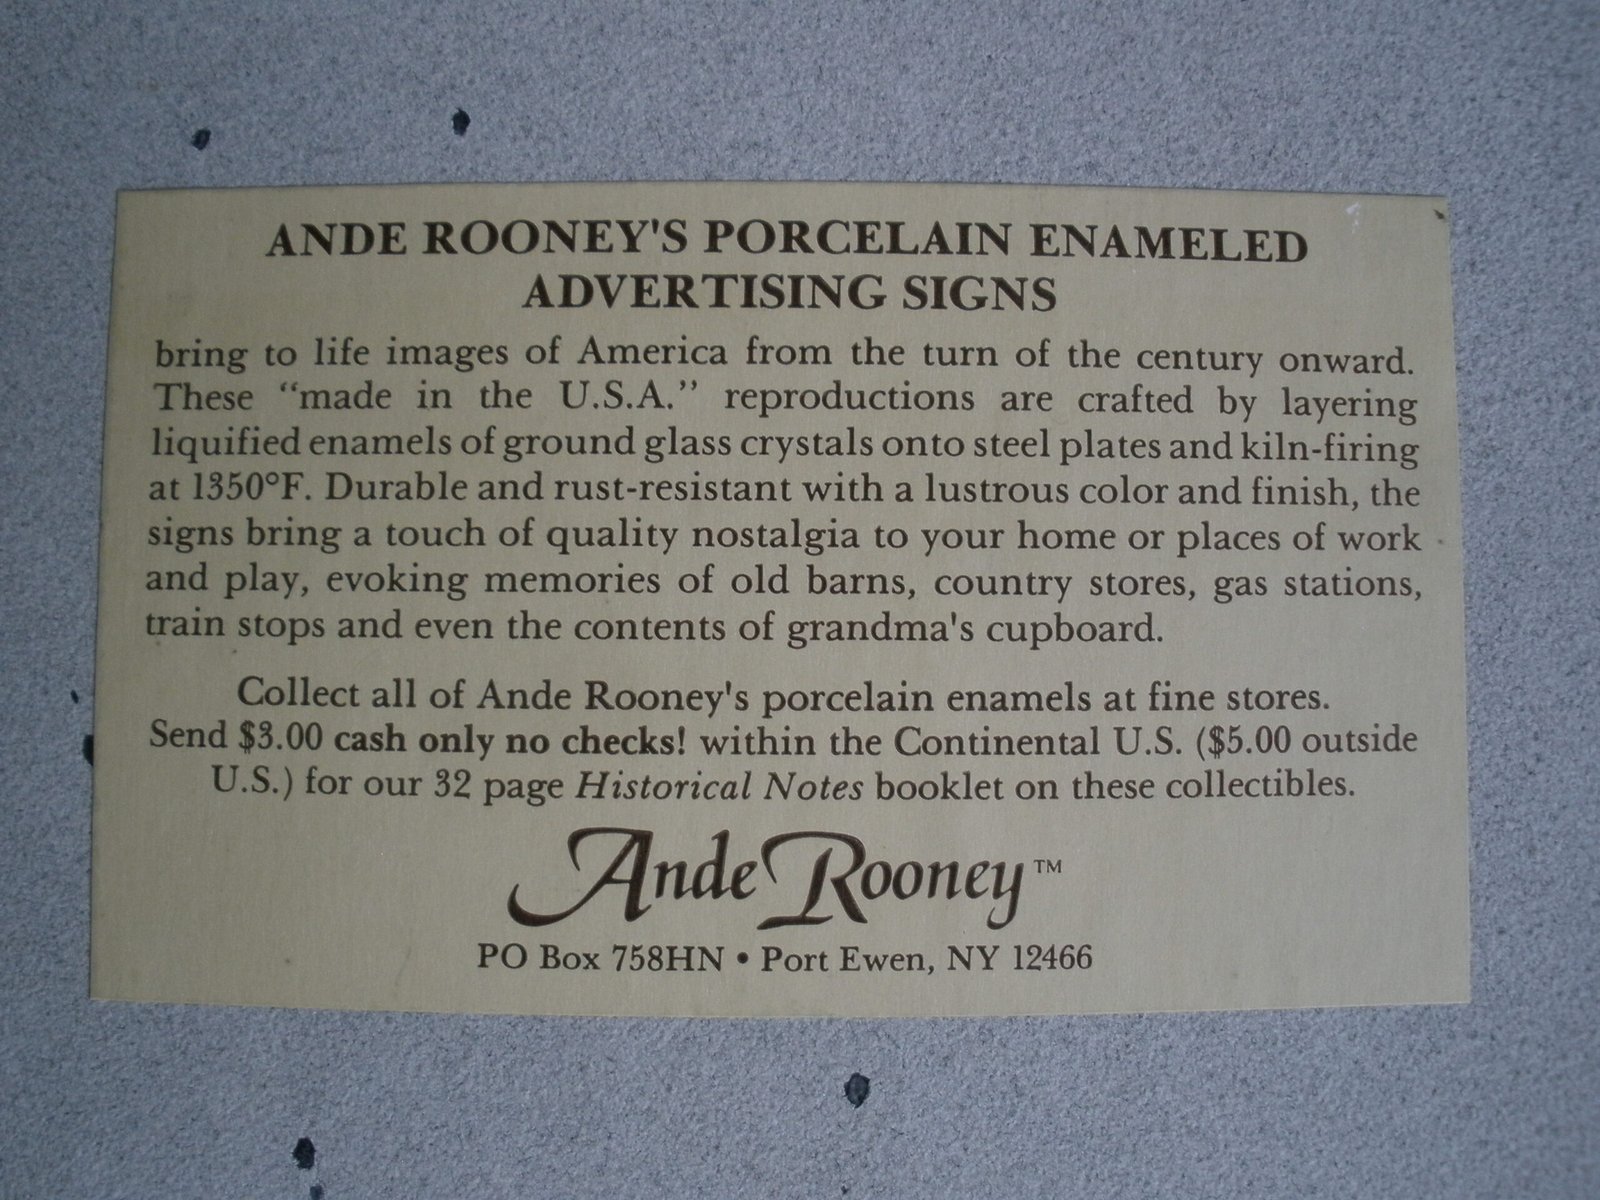 ANDE ROONEY'S PORCELAIN ENAMELED
ADVERTISING SIGNS
bring to life images of America from the turn of the century onward.
These “made in the U.S.A.” reproductions are crafted by layering
liquified enamels of ground glass crystals onto steel plates and kiln-firing
at 1350°F. Durable and rust-resistant with a lustrous color and finish, the
signs bring a touch of quality nostalgia to your home or places of work
and play, evoking memories of old barns, country stores, gas stations,
train stops and even the contents of grandma's cupboard.
Collect all of Ande Rooney's porcelain enamels at fine stores.
Send $3.00 cash only no checks! within the Continental U.S. ($5.00 outside
U.S.) for our 32 page Historical Notes booklet on these collectibles.
Ande Rooney™
PO Box 758HN • Port Ewen, NY 12466